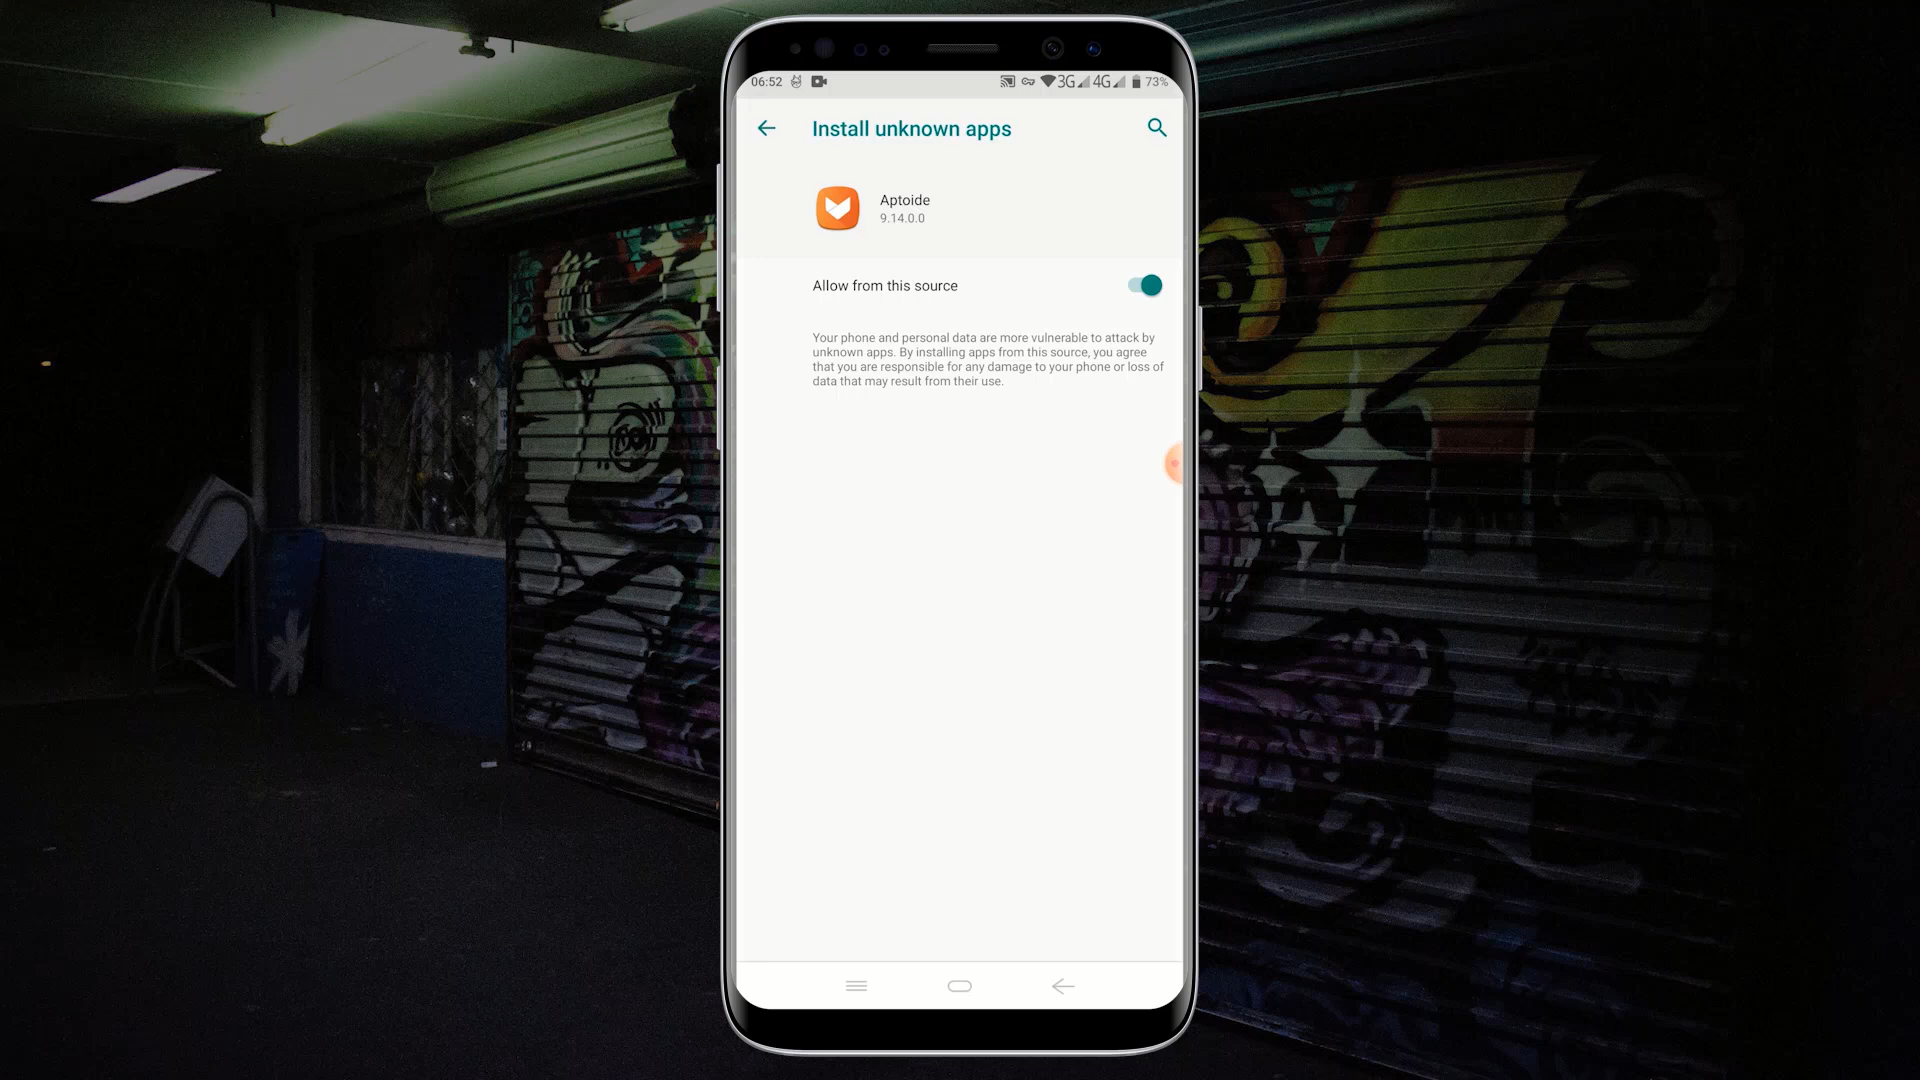 06:52 3G 4G 73%
Install unknown apps
Aptoide
9.14.0.0
Allow from this source
Your phone and personal data are more vulnerable to attack by
unknown apps. By installing apps from this source, you agree
that you are responsible for any damage to your phone or loss of
data that may result from their use.